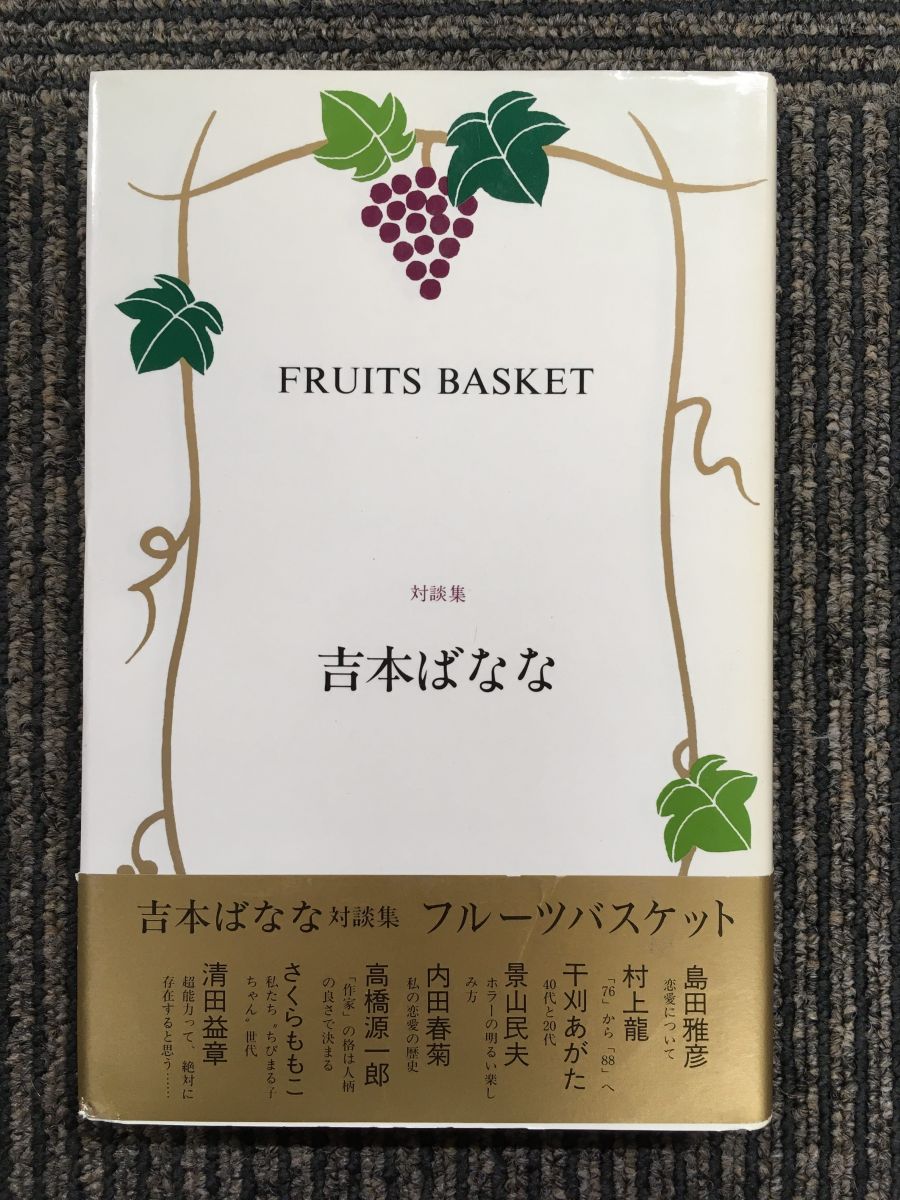 FRUITS BASKET
対談集
吉本ばなな
吉本ばなな対談集 フルーツバスケット
島田雅彦
恋愛について
村上龍
「76」から「88」へ
干刈あがた
40代と20代
景山民夫
ホラーの明るい楽し
み方
内田春菊
私の恋愛の歴史
高橋源一郎
「作家」の格は人柄
の良さで決まる
さくらももこ
私たち〝ちびまる子
ちゃん〟世代
清田益章
超能力って、絶対に
存在すると思う……